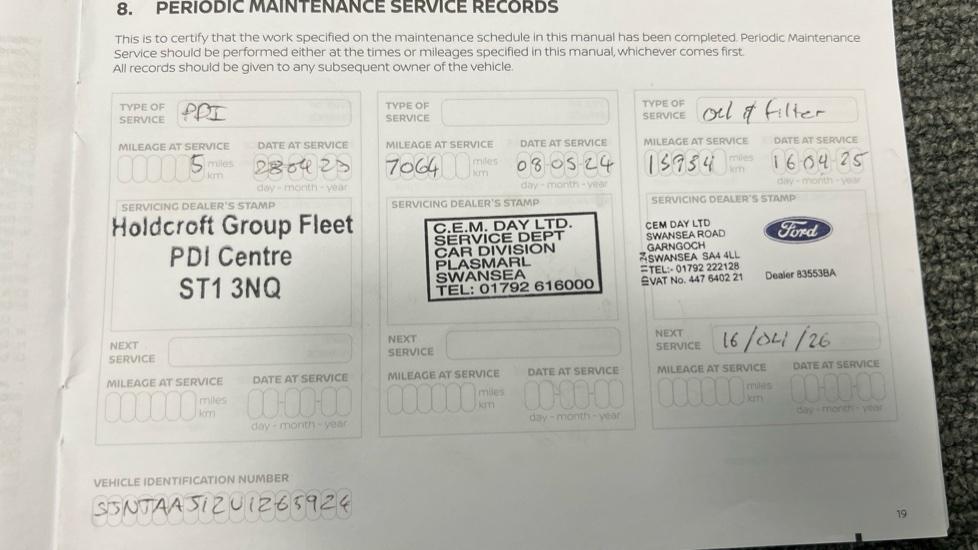 8. PERIODIC MAINTENANCE SERVICE RECORDS
This is to certify that the work specified on the maintenance schedule in this manual has been completed. Periodic Maintenance
Service should be performed either at the times or mileages specified in this manual, whichever comes first.
All records should be given to any subsequent owner of the vehicle.
TYPE OF SERVICE PDI
MILEAGE AT SERVICE DATE AT SERVICE
5 miles km
day - month - year
SERVICING DEALER'S STAMP
Holdcroft Group Fleet
PDI Centre
ST1 3NQ
NEXT SERVICE
MILEAGE AT SERVICE DATE AT SERVICE
miles km
day - month - year
TYPE OF SERVICE
MILEAGE AT SERVICE DATE AT SERVICE
7064 miles km 08-05-24
day - month - year
SERVICING DEALER'S STAMP
C.E.M. DAY LTD.
SERVICE DEPT
CAR DIVISION
PLASMARL
SWANSEA
TEL: 01792 616000
NEXT SERVICE
MILEAGE AT SERVICE DATE AT SERVICE
miles km
day - month - year
TYPE OF SERVICE Oil & filter
MILEAGE AT SERVICE DATE AT SERVICE
miles km 16-04-25
day - month - year
SERVICING DEALER'S STAMP
CEM DAY LTD
SWANSEA ROAD
GARNGOCH
SWANSEA SA4 4LL
TEL:- 01792 222128
VAT No. 447 6402 21
Ford
Dealer 83553BA
NEXT SERVICE 16/04/26
MILEAGE AT SERVICE DATE AT SERVICE
miles km
day - month - year
VEHICLE IDENTIFICATION NUMBER
19